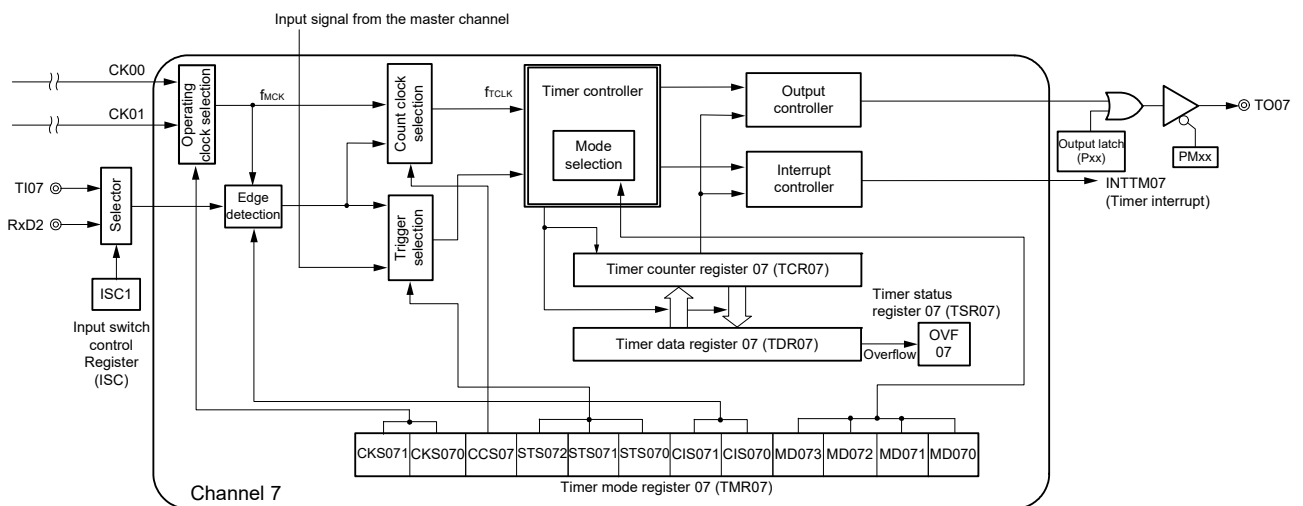 Input signal from the master channel
CK00
CK01
Operating
clock selection
fMCK
Count clock
selection
fTCLK
Timer controller
Mode
selection
Output
controller
Interrupt
controller
Output latch
(Pxx)
PMxx
TO07
INTTM07
(Timer interrupt)
TI07
RxD2
Selector
Edge
detection
Trigger
selection
ISC1
Input switch
control
Register
(ISC)
Timer counter register 07 (TCR07)
Timer status
register 07 (TSR07)
Timer data register 07 (TDR07)
Overflow
OVF
07
CKS071 CKS070 CCS07 STS072 STS071 STS070 CIS071 CIS070 MD073 MD072 MD071 MD070
Channel 7
Timer mode register 07 (TMR07)